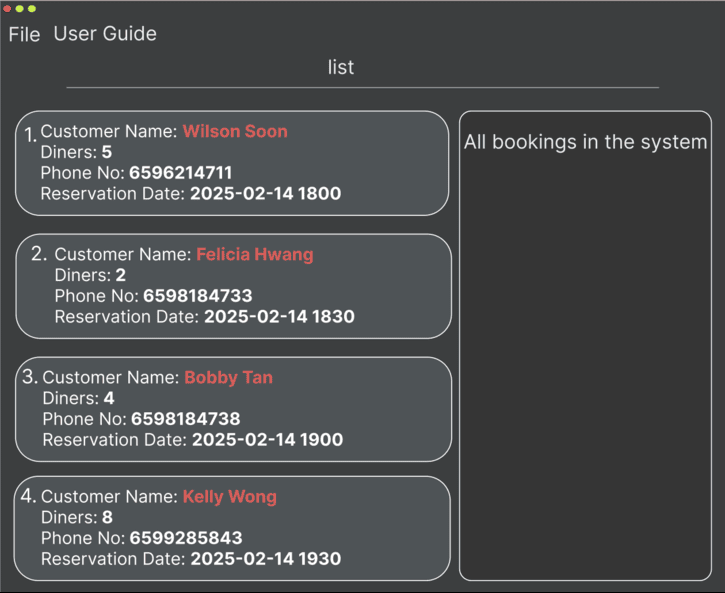 File User Guide
list
1. Customer Name: Wilson Soon
Diners: 5
Phone No: 6596214711
Reservation Date: 2025-02-14 1800
2. Customer Name: Felicia Hwang
Diners: 2
Phone No: 6598184733
Reservation Date: 2025-02-14 1830
3. Customer Name: Bobby Tan
Diners: 4
Phone No: 6598184738
Reservation Date: 2025-02-14 1900
4. Customer Name: Kelly Wong
Diners: 8
Phone No: 6599285843
Reservation Date: 2025-02-14 1930
All bookings in the system